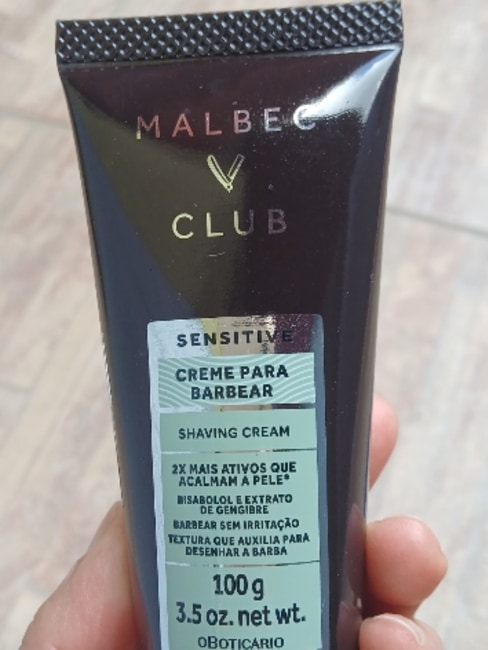 MALBEC
CLUB
SENSITIVE
CREME PARA
BARBEAR
SHAVING CREAM
2X MAIS ATIVOS QUE
ACALMAM A PELE*
BISABOLOL E EXTRATO
DE GENGIBRE
BARBEAR SEM IRRITAÇÃO
TEXTURA QUE AUXILIA PARA
DESENHAR A BARBA
100 g
3.5 oz. net wt.
oBOTICÁRIO